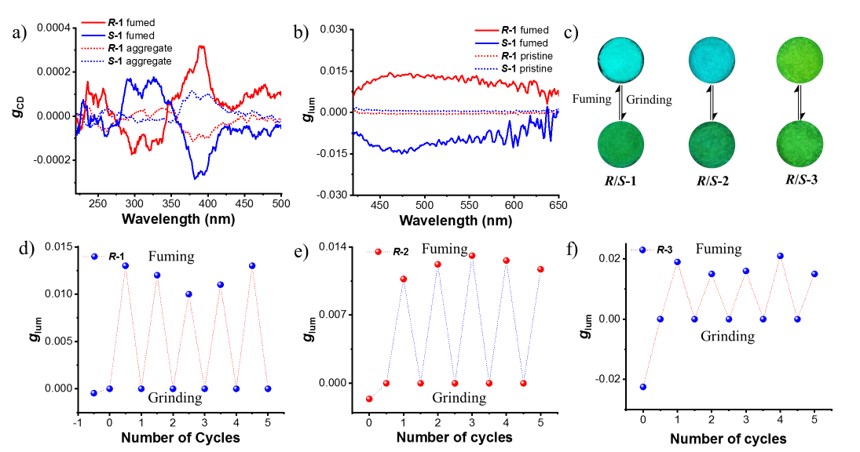 a)
R-1 fumed
S-1 fumed
R-1 aggregate
S-1 aggregate
0.0004
0.0002
0.0000
-0.0002
gCD
250 300 350 400 450 500
Wavelength (nm)
b)
R-1 fumed
S-1 fumed
R-1 pristine
S-1 pristine
0.030
0.015
0.000
-0.015
-0.030
glum
450 500 550 600 650
Wavelength (nm)
c)
Fuming
Grinding
R/S-1 R/S-2 R/S-3
d)
R-1
Fuming
Grinding
0.015
0.010
0.005
0.000
glum
-1 0 1 2 3 4 5
Number of Cycles
e)
R-2
Fuming
Grinding
0.014
0.007
0.000
glum
0 1 2 3 4 5
Number of cycles
f)
R-3
Fuming
Grinding
0.02
0.00
-0.02
glum
0 1 2 3 4 5
Number of cycles